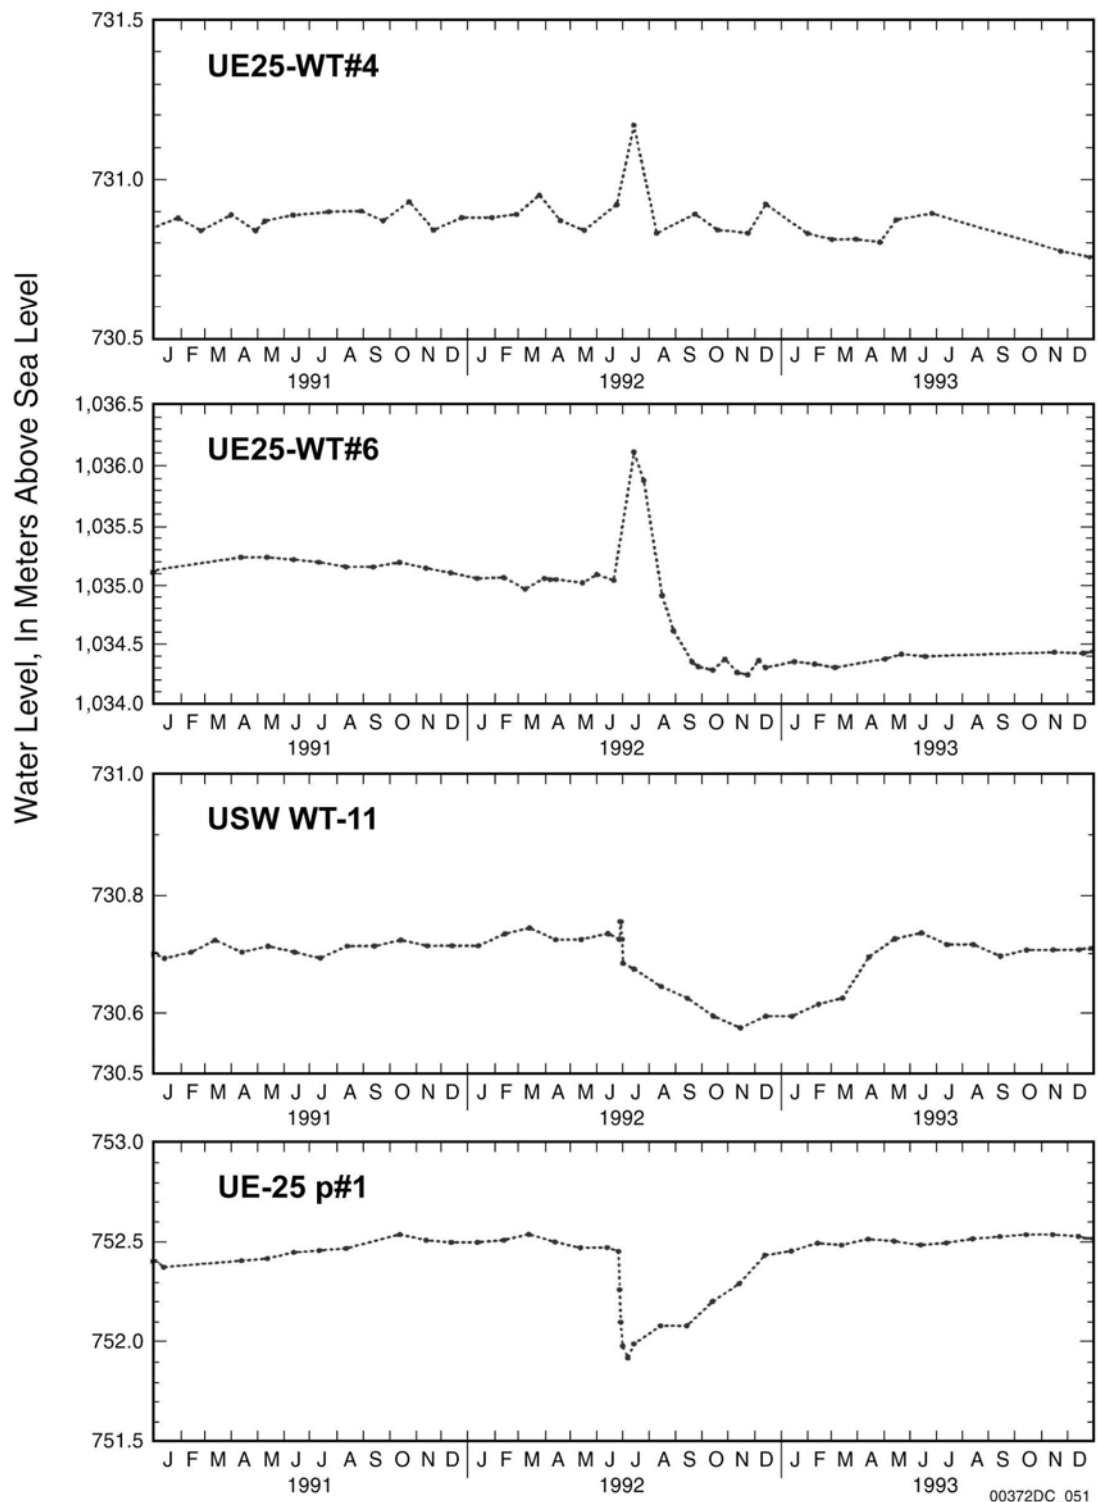 Water Level, In Meters Above Sea Level
731.5
UE25-WT#4
731.0
730.5
J F M A M J J A S O N D J F M A M J J A S O N D J F M A M J J A S O N D
1991 1992 1993
1,036.5
UE25-WT#6
1,036.0
1,035.5
1,035.0
1,034.5
1,034.0
J F M A M J J A S O N D J F M A M J J A S O N D J F M A M J J A S O N D
1991 1992 1993
731.0
USW WT-11
730.8
730.6
730.5
J F M A M J J A S O N D J F M A M J J A S O N D J F M A M J J A S O N D
1991 1992 1993
753.0
UE-25 p#1
752.5
752.0
751.5
J F M A M J J A S O N D J F M A M J J A S O N D J F M A M J J A S O N D
1991 1992 1993
00372DC_051